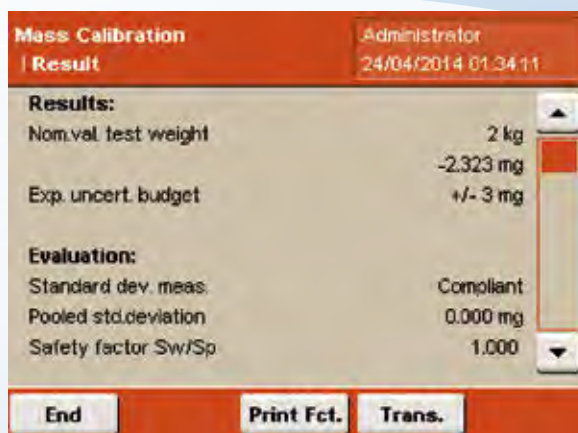 Mass Calibration
Administrator
| Result
24/04/2014 01.34 11
Results:
Nom.val. test weight 2 kg
-2.323 mg
Exp. uncert. budget +/- 3 mg
Evaluation:
Standard dev. meas. Compliant
Pooled std.deviation 0.000 mg
Safety factor Sw/Sp 1.000
End Print Fct. Trans.